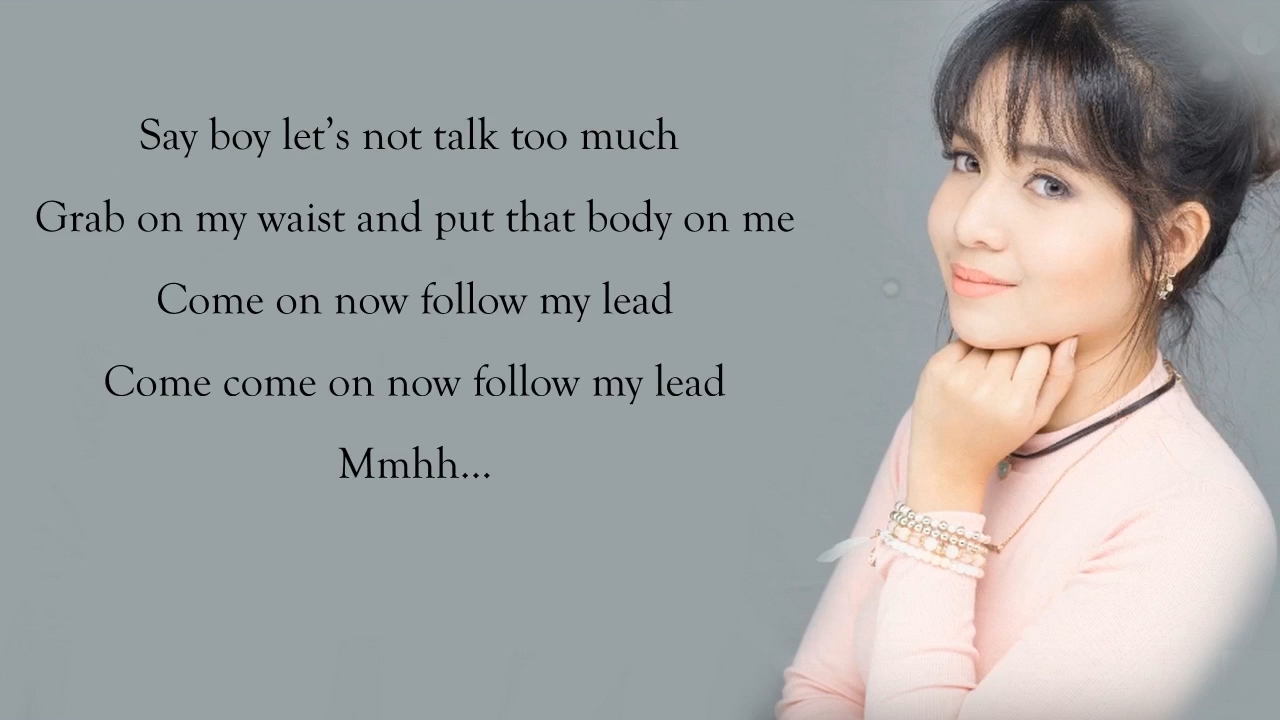 Say boy let’s not talk too much
Grab on my waist and put that body on me
Come on now follow my lead
Come come on now follow my lead
Mmhh...